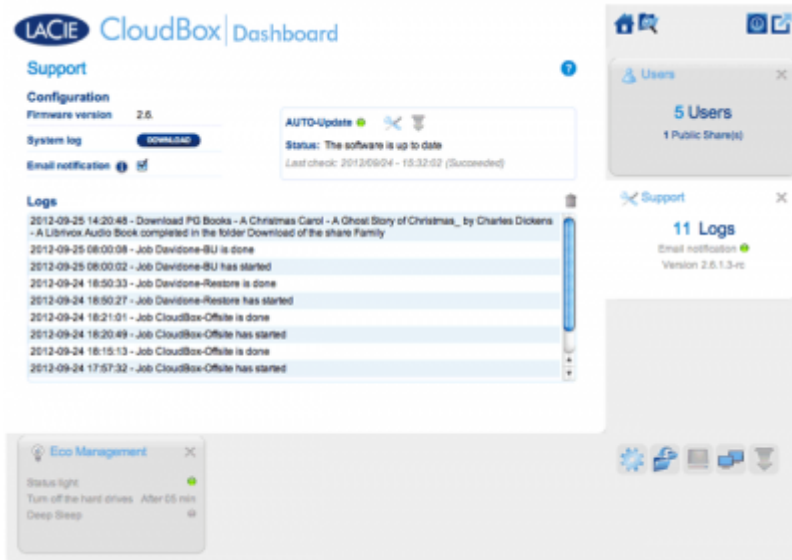 LACIE CloudBox | Dashboard
Support
Configuration
Firmware version 2.6.
System log DOWNLOAD
Email notification
AUTO-Update
Status: The software is up to date
Last check: 2012/09/24 - 15:32:02 (Succeeded)
Logs
2012-09-25 14:20:48 - Download PG Books - A Christmas Carol - A Ghost Story of Christmas_ by Charles Dickens
- A Librivox Audio Book completed in the folder Download of the share Family
2012-09-25 08:00:08 - Job Davidone-BU is done
2012-09-25 08:00:02 - Job Davidone-BU has started
2012-09-24 18:50:33 - Job Davidone-Restore is done
2012-09-24 18:50:27 - Job Davidone-Restore has started
2012-09-24 18:21:01 - Job CloudBox-Offsite is done
2012-09-24 18:20:49 - Job CloudBox-Offsite has started
2012-09-24 18:15:13 - Job CloudBox-Offsite is done
2012-09-24 17:57:32 - Job CloudBox-Offsite has started
Users
5 Users
1 Public Share(s)
Support
11 Logs
Email notification
Version 2.6.1.3-rc
Eco Management
Status light
Turn off the hard drives After 05 min
Deep Sleep